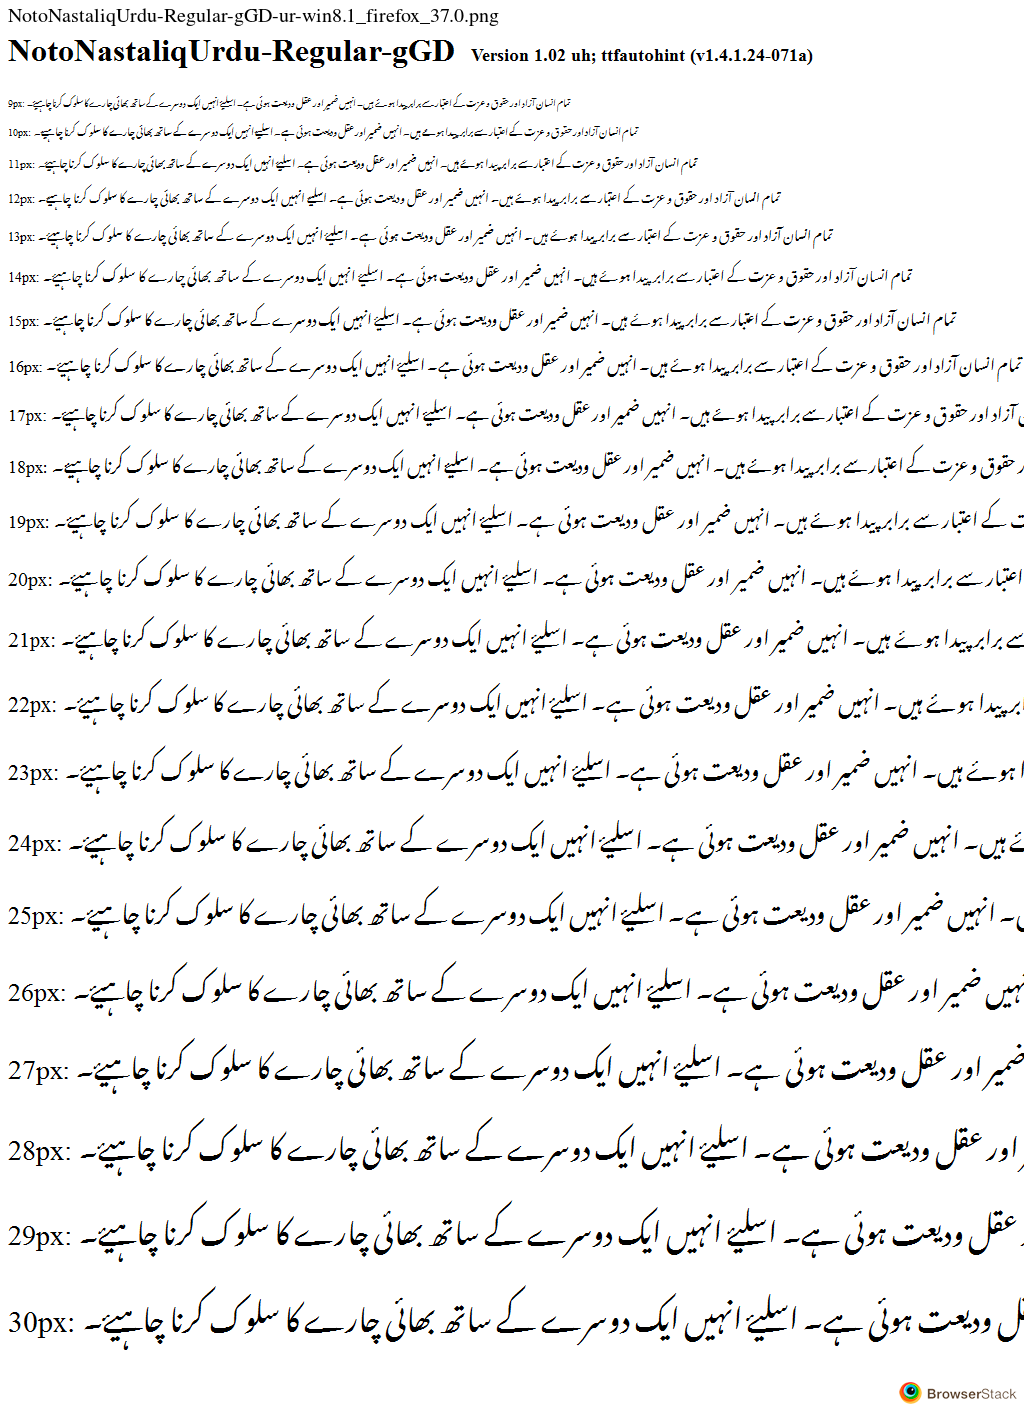 NotoNastaliqUrdu-Regular-gGD-ur-win8.1_firefox_37.0.png
NotoNastaliqUrdu-Regular-gGD Version 1.02 uh; ttfautohint (v1.4.1.24-071a)
9px: تمام انسان آزاد اور حقوق و عزت کے اعتبار سے برابر پیدا ہوئے ہیں۔ انہیں ضمیر اور عقل ودیعت ہوئی ہے۔ اسلیئے انہیں ایک دوسرے کے ساتھ بھائی چارے کا سلوک کرنا چاہیئے۔
10px: تمام انسان آزاد اور حقوق و عزت کے اعتبار سے برابر پیدا ہوئے ہیں۔ انہیں ضمیر اور عقل ودیعت ہوئی ہے۔ اسلیئے انہیں ایک دوسرے کے ساتھ بھائی چارے کا سلوک کرنا چاہیئے۔
11px: تمام انسان آزاد اور حقوق و عزت کے اعتبار سے برابر پیدا ہوئے ہیں۔ انہیں ضمیر اور عقل ودیعت ہوئی ہے۔ اسلیئے انہیں ایک دوسرے کے ساتھ بھائی چارے کا سلوک کرنا چاہیئے۔
12px: تمام انسان آزاد اور حقوق و عزت کے اعتبار سے برابر پیدا ہوئے ہیں۔ انہیں ضمیر اور عقل ودیعت ہوئی ہے۔ اسلیئے انہیں ایک دوسرے کے ساتھ بھائی چارے کا سلوک کرنا چاہیئے۔
13px: تمام انسان آزاد اور حقوق و عزت کے اعتبار سے برابر پیدا ہوئے ہیں۔ انہیں ضمیر اور عقل ودیعت ہوئی ہے۔ اسلیئے انہیں ایک دوسرے کے ساتھ بھائی چارے کا سلوک کرنا چاہیئے۔
14px: تمام انسان آزاد اور حقوق و عزت کے اعتبار سے برابر پیدا ہوئے ہیں۔ انہیں ضمیر اور عقل ودیعت ہوئی ہے۔ اسلیئے انہیں ایک دوسرے کے ساتھ بھائی چارے کا سلوک کرنا چاہیئے۔
15px: تمام انسان آزاد اور حقوق و عزت کے اعتبار سے برابر پیدا ہوئے ہیں۔ انہیں ضمیر اور عقل ودیعت ہوئی ہے۔ اسلیئے انہیں ایک دوسرے کے ساتھ بھائی چارے کا سلوک کرنا چاہیئے۔
16px: تمام انسان آزاد اور حقوق و عزت کے اعتبار سے برابر پیدا ہوئے ہیں۔ انہیں ضمیر اور عقل ودیعت ہوئی ہے۔ اسلیئے انہیں ایک دوسرے کے ساتھ بھائی چارے کا سلوک کرنا چاہیئے۔
17px: آزاد اور حقوق و عزت کے اعتبار سے برابر پیدا ہوئے ہیں۔ انہیں ضمیر اور عقل ودیعت ہوئی ہے۔ اسلیئے انہیں ایک دوسرے کے ساتھ بھائی چارے کا سلوک کرنا چاہیئے۔
18px: حقوق و عزت کے اعتبار سے برابر پیدا ہوئے ہیں۔ انہیں ضمیر اور عقل ودیعت ہوئی ہے۔ اسلیئے انہیں ایک دوسرے کے ساتھ بھائی چارے کا سلوک کرنا چاہیئے۔
19px: کے اعتبار سے برابر پیدا ہوئے ہیں۔ انہیں ضمیر اور عقل ودیعت ہوئی ہے۔ اسلیئے انہیں ایک دوسرے کے ساتھ بھائی چارے کا سلوک کرنا چاہیئے۔
20px: اعتبار سے برابر پیدا ہوئے ہیں۔ انہیں ضمیر اور عقل ودیعت ہوئی ہے۔ اسلیئے انہیں ایک دوسرے کے ساتھ بھائی چارے کا سلوک کرنا چاہیئے۔
21px: سے برابر پیدا ہوئے ہیں۔ انہیں ضمیر اور عقل ودیعت ہوئی ہے۔ اسلیئے انہیں ایک دوسرے کے ساتھ بھائی چارے کا سلوک کرنا چاہیئے۔
22px: پیدا ہوئے ہیں۔ انہیں ضمیر اور عقل ودیعت ہوئی ہے۔ اسلیئے انہیں ایک دوسرے کے ساتھ بھائی چارے کا سلوک کرنا چاہیئے۔
23px: ہوئے ہیں۔ انہیں ضمیر اور عقل ودیعت ہوئی ہے۔ اسلیئے انہیں ایک دوسرے کے ساتھ بھائی چارے کا سلوک کرنا چاہیئے۔
24px: ہیں۔ انہیں ضمیر اور عقل ودیعت ہوئی ہے۔ اسلیئے انہیں ایک دوسرے کے ساتھ بھائی چارے کا سلوک کرنا چاہیئے۔
25px: ۔ انہیں ضمیر اور عقل ودیعت ہوئی ہے۔ اسلیئے انہیں ایک دوسرے کے ساتھ بھائی چارے کا سلوک کرنا چاہیئے۔
26px: ضمیر اور عقل ودیعت ہوئی ہے۔ اسلیئے انہیں ایک دوسرے کے ساتھ بھائی چارے کا سلوک کرنا چاہیئے۔
27px: ضمیر اور عقل ودیعت ہوئی ہے۔ اسلیئے انہیں ایک دوسرے کے ساتھ بھائی چارے کا سلوک کرنا چاہیئے۔
28px: اور عقل ودیعت ہوئی ہے۔ اسلیئے انہیں ایک دوسرے کے ساتھ بھائی چارے کا سلوک کرنا چاہیئے۔
29px: عقل ودیعت ہوئی ہے۔ اسلیئے انہیں ایک دوسرے کے ساتھ بھائی چارے کا سلوک کرنا چاہیئے۔
30px: ودیعت ہوئی ہے۔ اسلیئے انہیں ایک دوسرے کے ساتھ بھائی چارے کا سلوک کرنا چاہیئے۔
BrowserStack